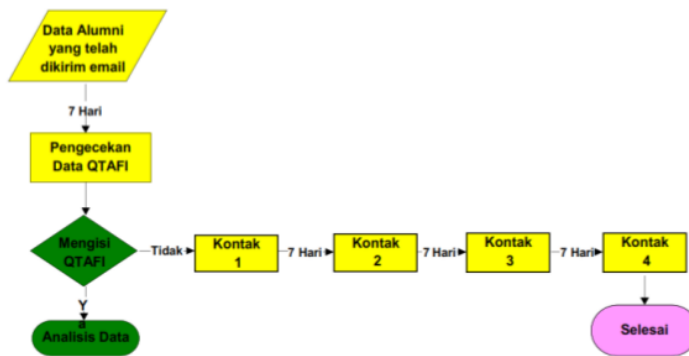 Data Alumni
yang telah
dikirim email
7 Hari
Pengecekan
Data QTAFI
Mengisi
QTAFI
Tidak
Kontak
1
7 Hari
Kontak
2
7 Hari
Kontak
3
7 Hari
Kontak
4
Y
a
Analisis Data
Selesai